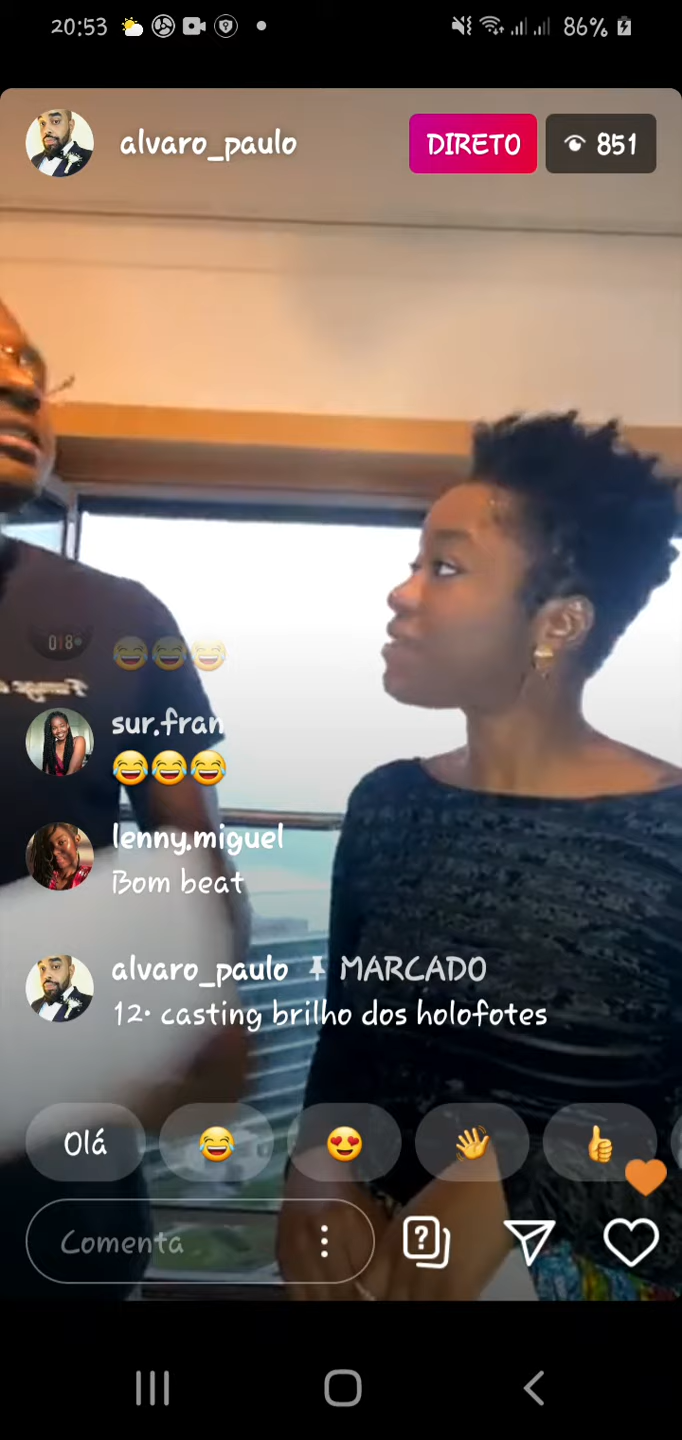 20:53
86%
alvaro_paulo
DIRETO
851
018
sur.fran
😂😂😂
lenny.miguel
Bom beat
alvaro_paulo MARCADO
12• casting brilho dos holofotes
Olá
Comenta